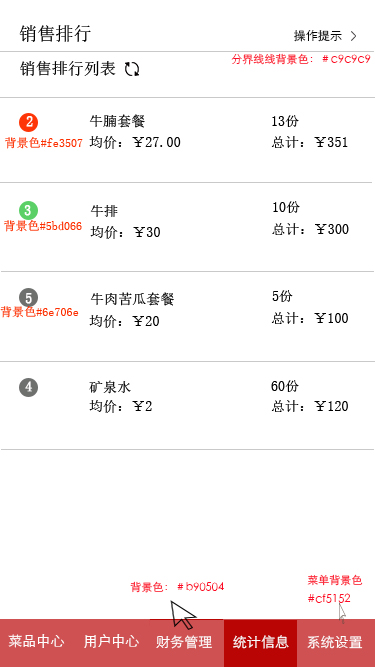 销售排行
操作提示
分界线线背景色：#c9c9c9
销售排行列表
2
牛腩套餐
13份
背景色#fe3507
均价：￥27.00
总计：￥351
3
牛排
10份
背景色#5bd066
均价：￥30
总计：￥300
5
牛肉苦瓜套餐
5份
背景色#6e706e
均价：￥20
总计：￥100
4
矿泉水
60份
均价：￥2
总计：￥120
背景色：#b90504
菜单背景色
#cf5152
菜品中心
用户中心
财务管理
统计信息
系统设置